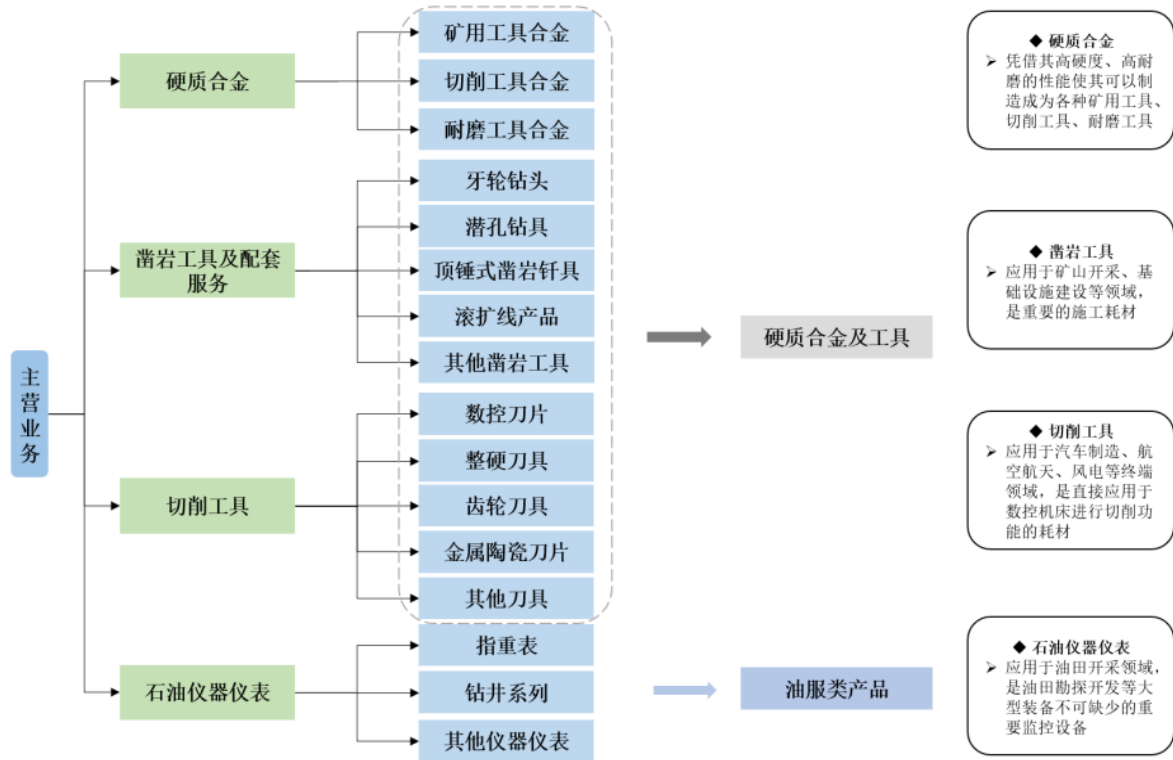 主营业务
硬质合金
矿用工具合金
切削工具合金
耐磨工具合金
凿岩工具及配套
服务
牙轮钻头
潜孔钻具
顶锤式凿岩钎具
滚扩线产品
其他凿岩工具
切削工具
数控刀片
整硬刀具
齿轮刀具
金属陶瓷刀片
其他刀具
石油仪器仪表
指重表
钻井系列
其他仪器仪表
硬质合金及工具
油服类产品
◆ 硬质合金
➢ 凭借其高硬度、高耐
磨的性能使其可以制
造成为各种矿用工具、
切削工具、耐磨工具
◆ 凿岩工具
➢ 应用于矿山开采、基
础设施建设等领域，
是重要的施工耗材
◆ 切削工具
➢ 应用于汽车制造、航
空航天、风电等终端
领域，是直接应用于
数控机床进行切削功
能的耗材
◆ 石油仪器仪表
➢ 应用于油田开采领域，
是油田勘探开发等大
型装备不可缺少的重
要监控设备